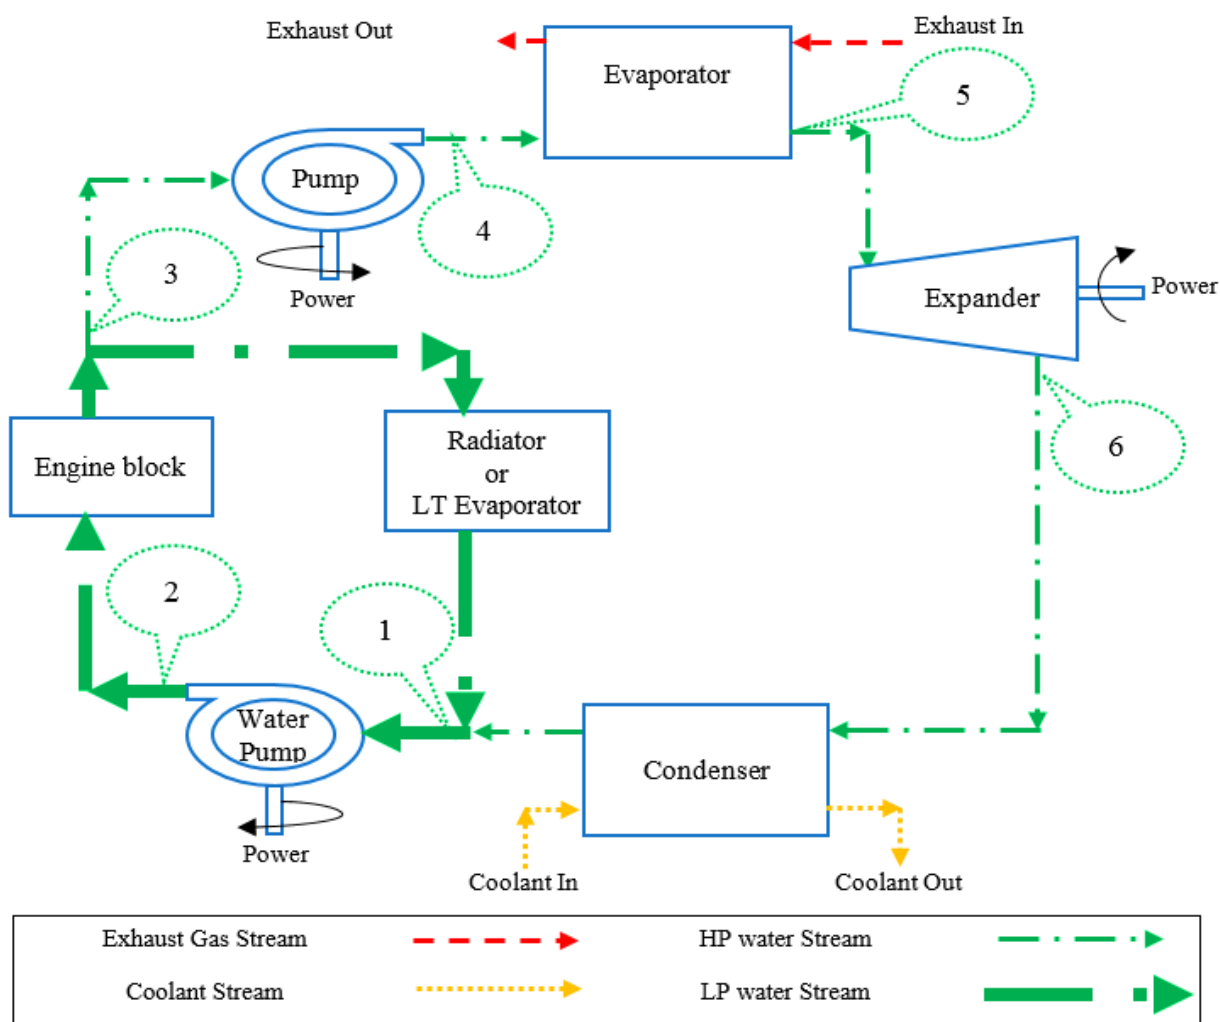 Exhaust Out
Exhaust In
Evaporator
5
Pump
4
3
Power
Expander
Power
Radiator
or
LT Evaporator
6
Engine block
2
1
Water
Pump
Condenser
Power
Coolant In
Coolant Out
Exhaust Gas Stream
HP water Stream
Coolant Stream
LP water Stream